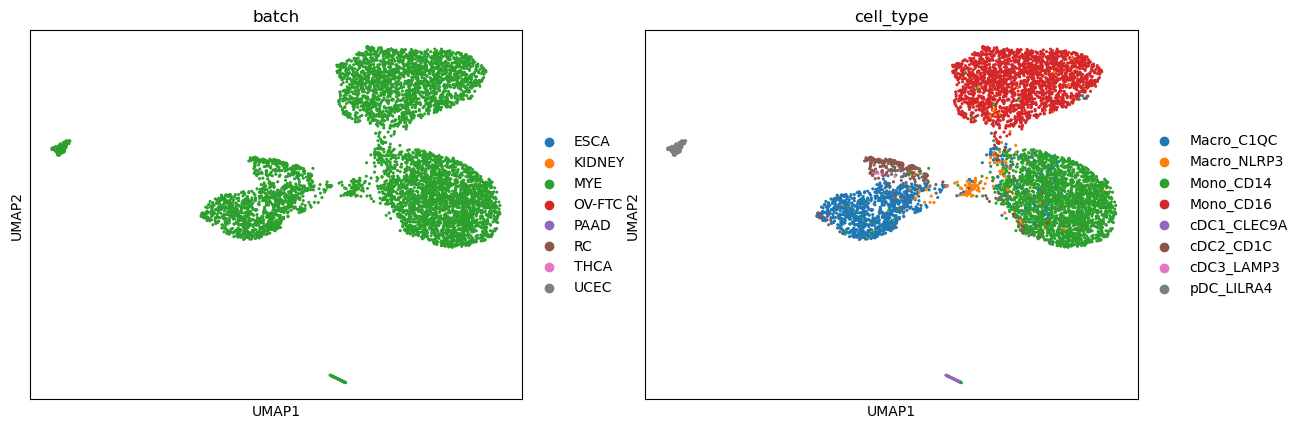 batch
UMAP2
UMAP1
ESCA
KIDNEY
MYE
OV-FTC
PAAD
RC
THCA
UCEC
cell_type
UMAP2
UMAP1
Macro_C1QC
Macro_NLRP3
Mono_CD14
Mono_CD16
cDC1_CLEC9A
cDC2_CD1C
cDC3_LAMP3
pDC_LILRA4